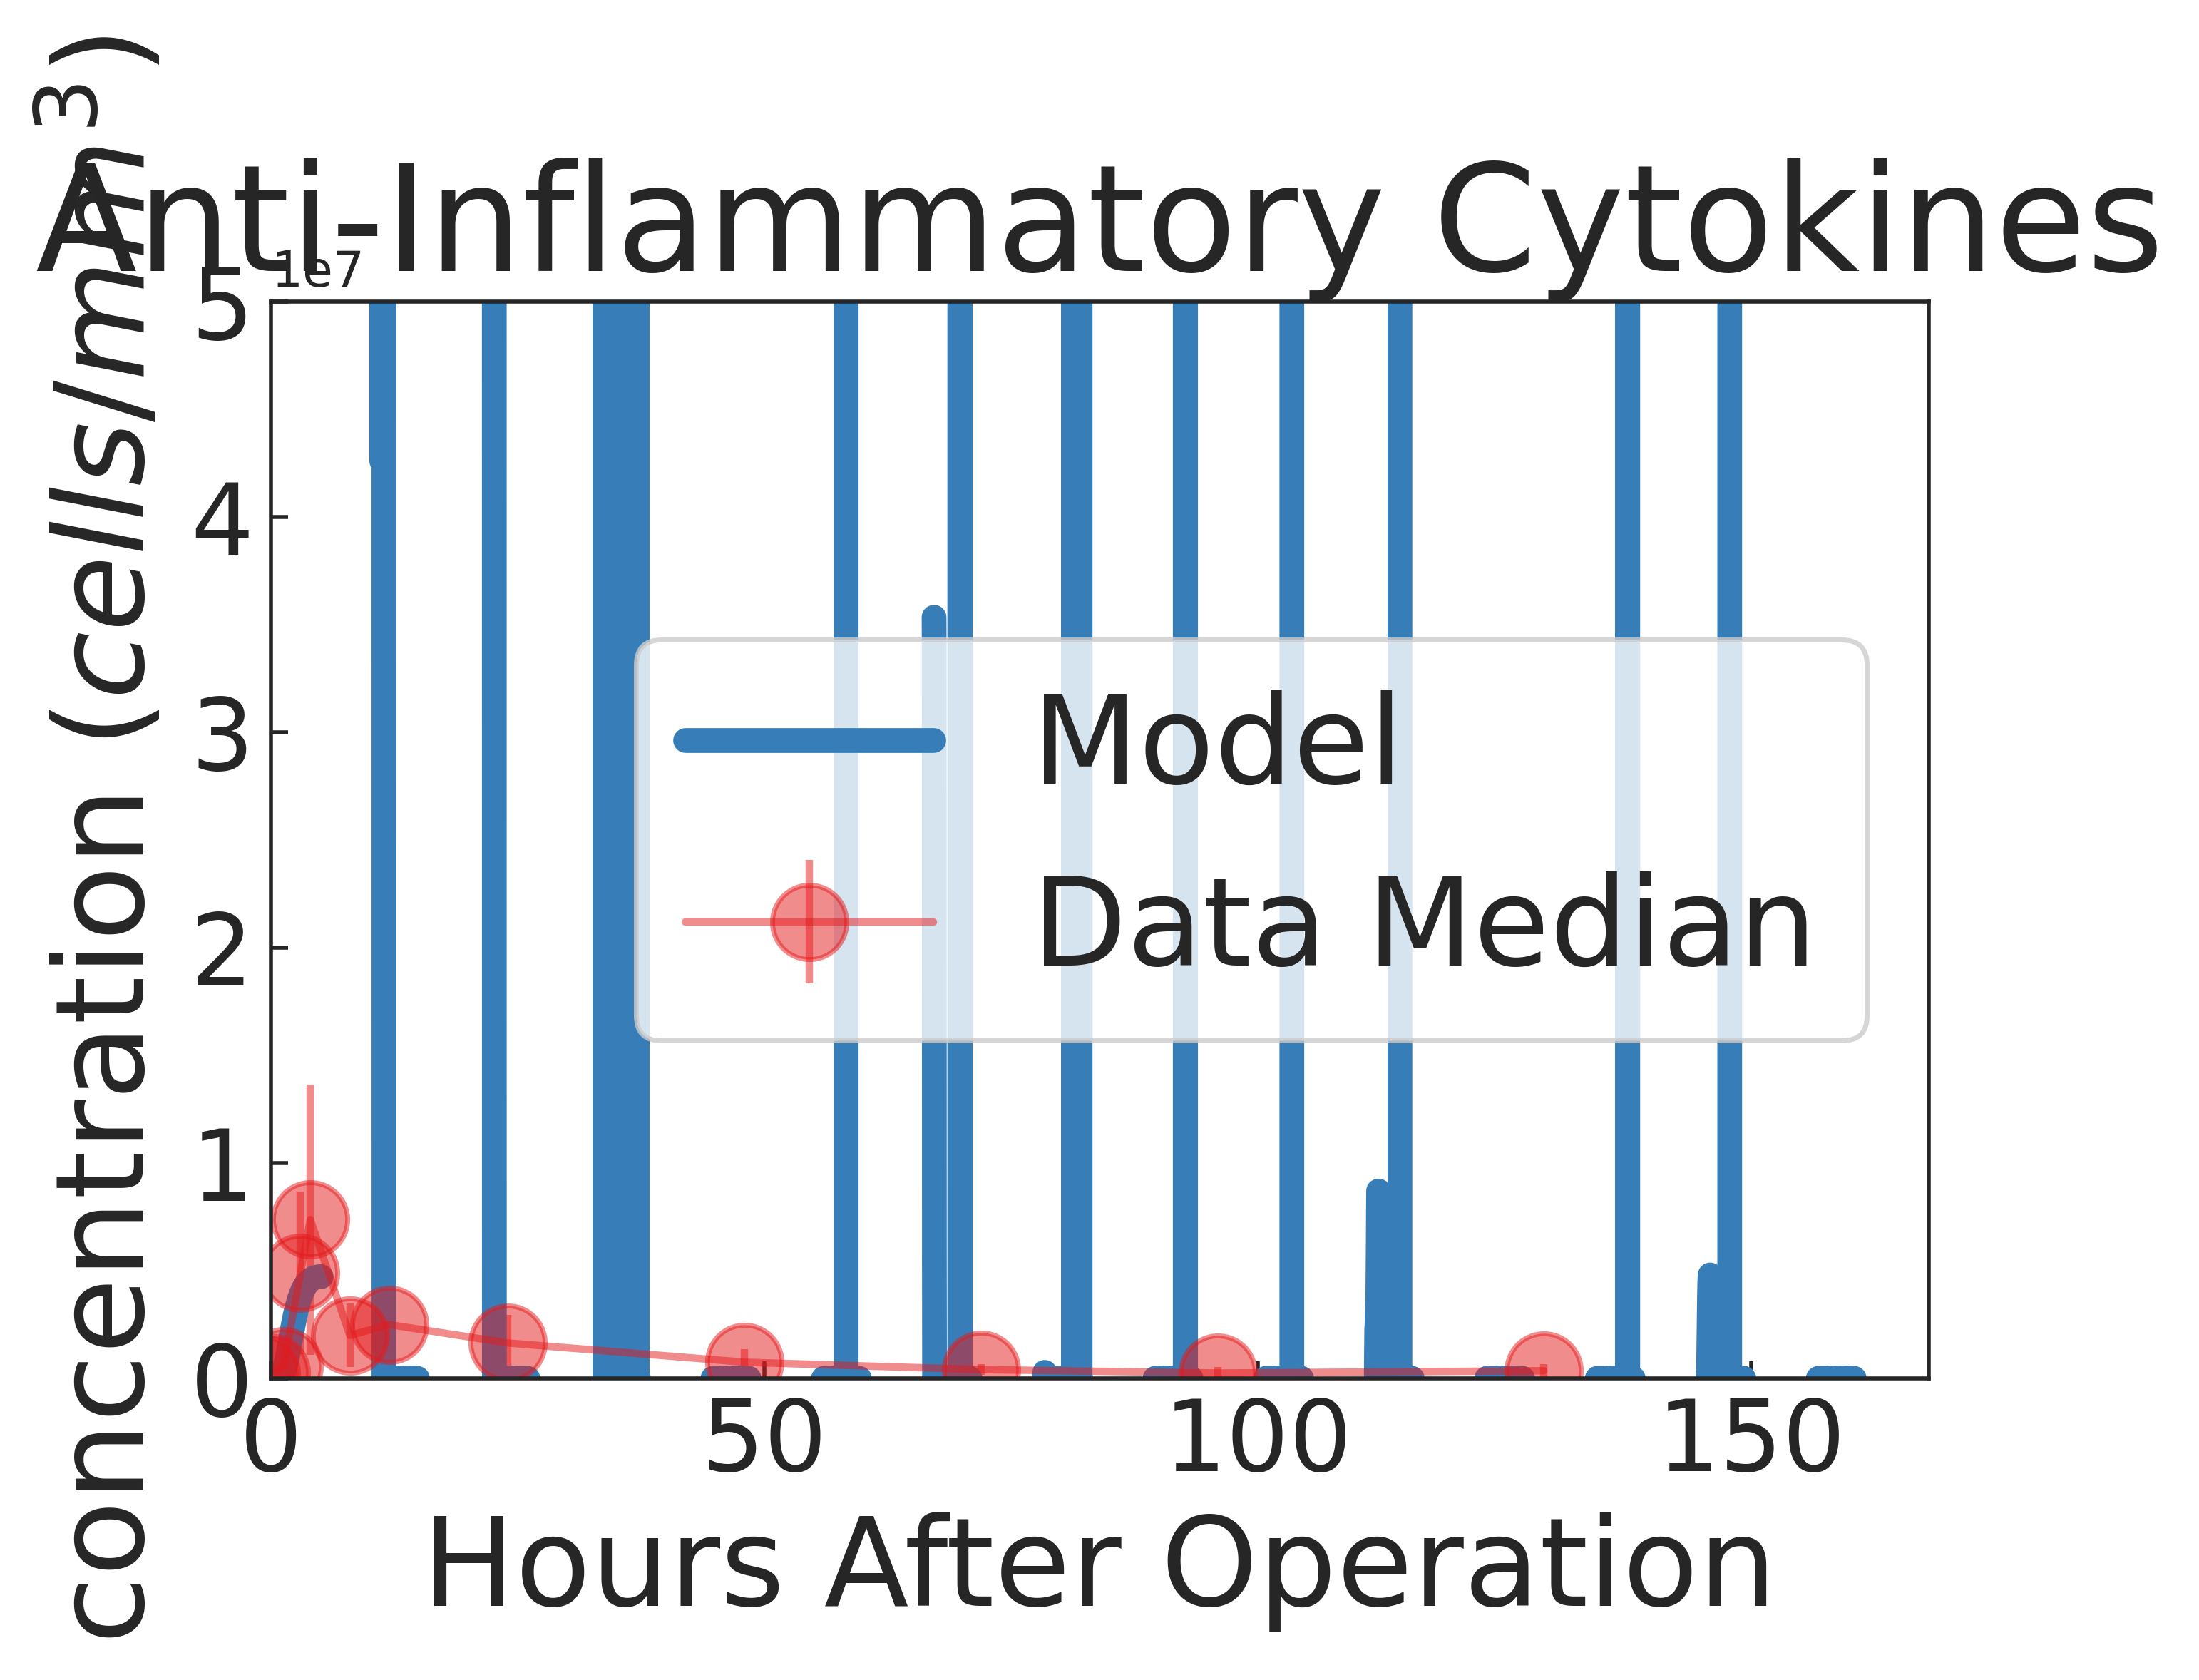 Anti-Inflammatory Cytokines
1e7
concentration (cells/mm³)
5
4
3
2
1
0
Model
Data Median
0 50 100 150
Hours After Operation